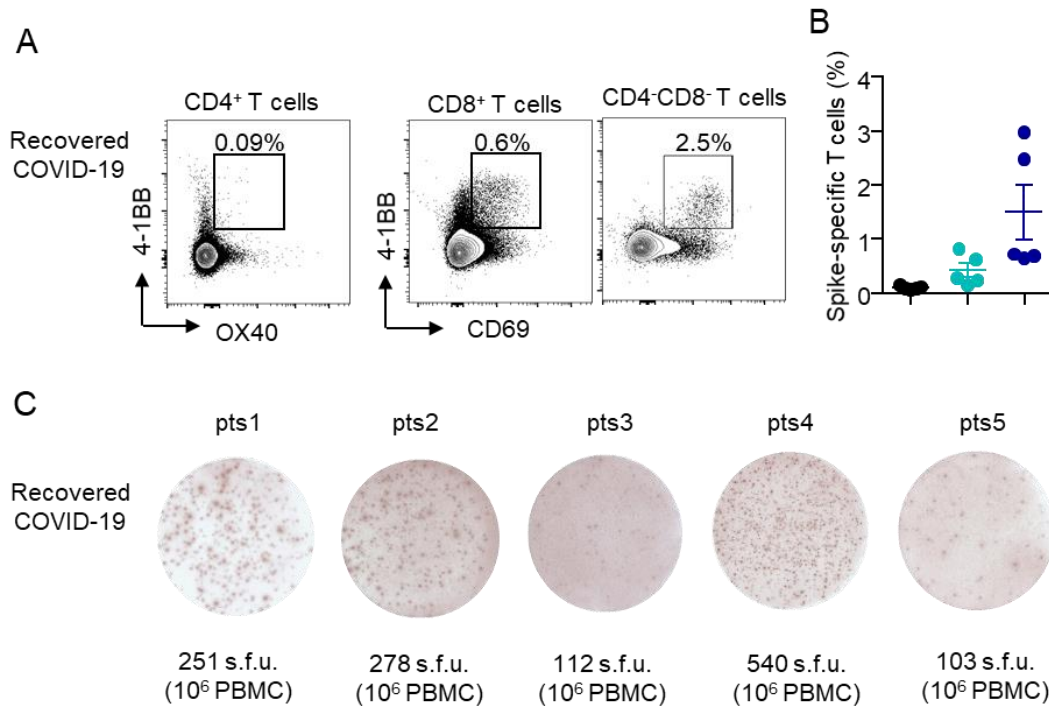 A
B
CD4⁺ T cells
CD8⁺ T cells
CD4⁻CD8⁻ T cells
Recovered
COVID-19
0.09%
0.6%
2.5%
4-1BB
OX40
4-1BB
CD69
Spike-specific T cells (%)
4
3
2
1
0
C
pts1
pts2
pts3
pts4
pts5
Recovered
COVID-19
251 s.f.u.
(10⁶ PBMC)
278 s.f.u.
(10⁶ PBMC)
112 s.f.u.
(10⁶ PBMC)
540 s.f.u.
(10⁶ PBMC)
103 s.f.u.
(10⁶ PBMC)